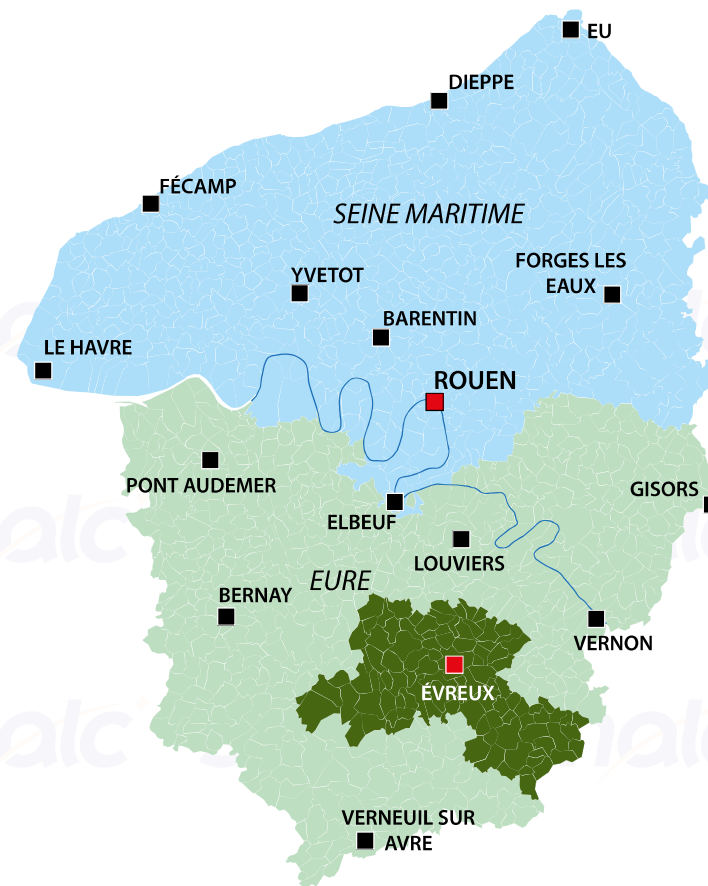 EU
DIEPPE
FÉCAMP
SEINE MARITIME
FORGES LES
EAUX
YVETOT
BARENTIN
LE HAVRE
ROUEN
PONT AUDEMER
GISORS
ELBEUF
LOUVIERS
EURE
BERNAY
VERNON
ÉVREUX
VERNEUIL SUR
AVRE